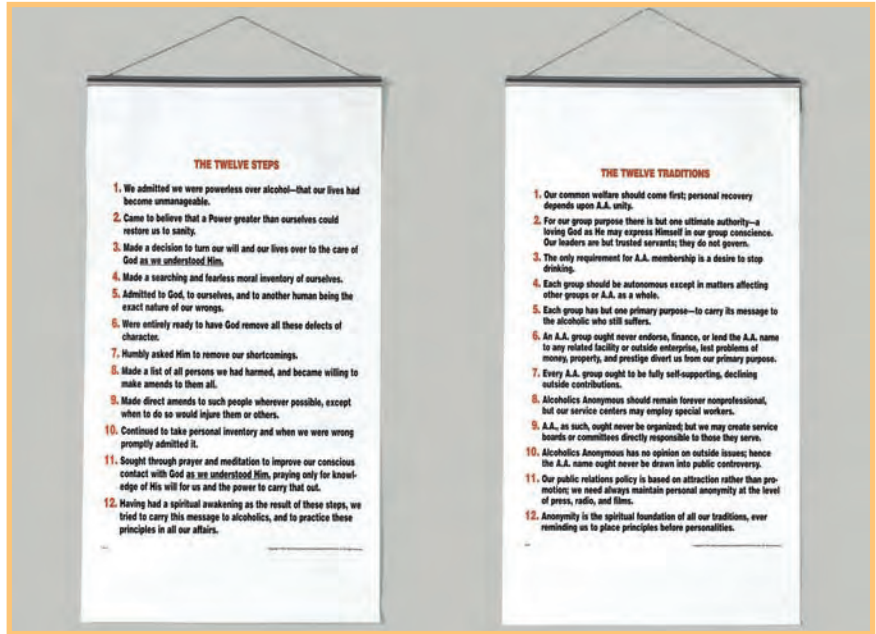 THE TWELVE STEPS
1. We admitted we were powerless over alcohol—that our lives had
become unmanageable.
2. Came to believe that a Power greater than ourselves could
restore us to sanity.
3. Made a decision to turn our will and our lives over to the care of
God as we understood Him.
4. Made a searching and fearless moral inventory of ourselves.
5. Admitted to God, to ourselves, and to another human being the
exact nature of our wrongs.
6. Were entirely ready to have God remove all these defects of
character.
7. Humbly asked Him to remove our shortcomings.
8. Made a list of all persons we had harmed, and became willing to
make amends to them all.
9. Made direct amends to such people wherever possible, except
when to do so would injure them or others.
10. Continued to take personal inventory and when we were wrong
promptly admitted it.
11. Sought through prayer and meditation to improve our conscious
contact with God as we understood Him, praying only for knowl-
edge of His will for us and the power to carry that out.
12. Having had a spiritual awakening as the result of these steps, we
tried to carry this message to alcoholics, and to practice these
principles in all our affairs.
THE TWELVE TRADITIONS
1. Our common welfare should come first; personal recovery
depends upon A.A. unity.
2. For our group purpose there is but one ultimate authority—a
loving God as He may express Himself in our group conscience.
Our leaders are but trusted servants; they do not govern.
3. The only requirement for A.A. membership is a desire to stop
drinking.
4. Each group should be autonomous except in matters affecting
other groups or A.A. as a whole.
5. Each group has but one primary purpose—to carry its message to
the alcoholic who still suffers.
6. An A.A. group ought never endorse, finance, or lend the A.A. name
to any related facility or outside enterprise, lest problems of
money, property, and prestige divert us from our primary purpose.
7. Every A.A. group ought to be fully self-supporting, declining
outside contributions.
8. Alcoholics Anonymous should remain forever nonprofessional,
but our service centers may employ special workers.
9. A.A., as such, ought never be organized; but we may create service
boards or committees directly responsible to those they serve.
10. Alcoholics Anonymous has no opinion on outside issues; hence
the A.A. name ought never be drawn into public controversy.
11. Our public relations policy is based on attraction rather than pro-
motion; we need always maintain personal anonymity at the level
of press, radio, and films.
12. Anonymity is the spiritual foundation of all our traditions, ever
reminding us to place principles before personalities.